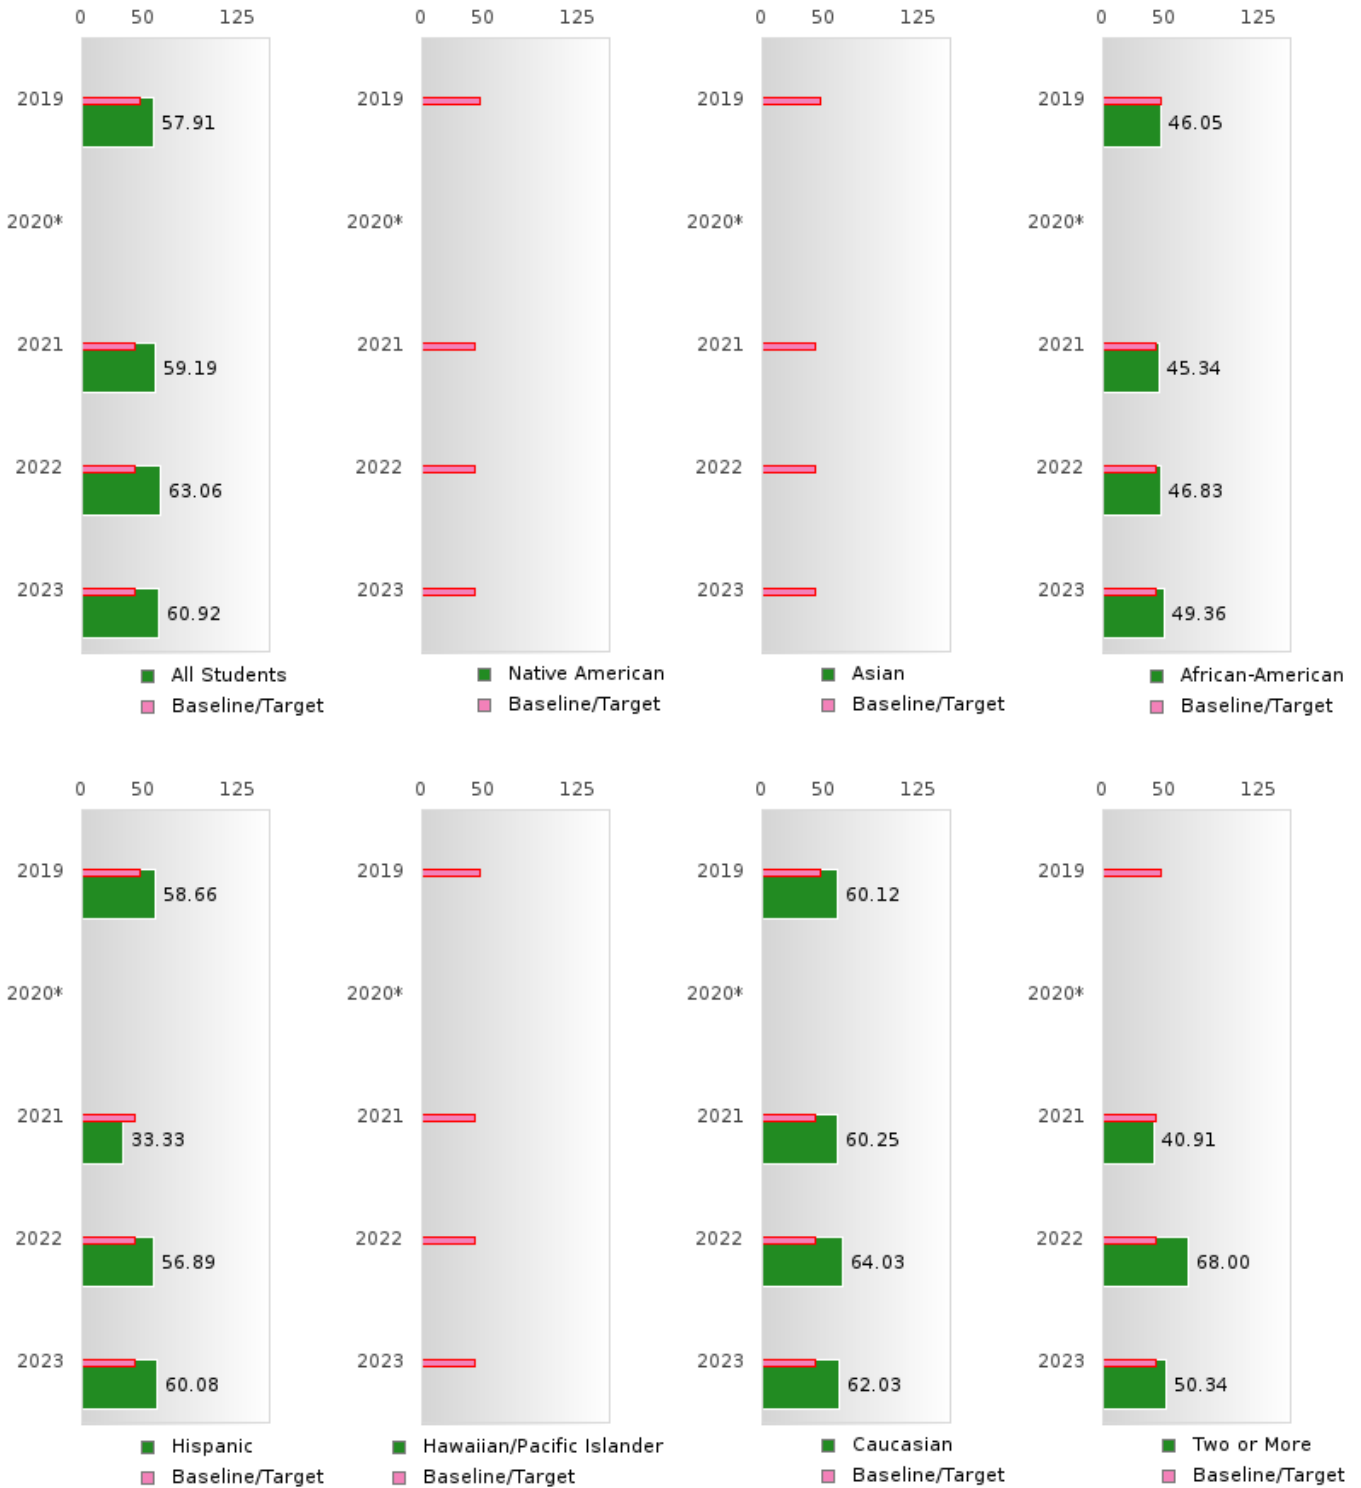 0 50 125 0 50 125 0 50 125 0 50 125
2019 57.91 2019 2019 2019 46.05
2020* 2020* 2020* 2020*
2021 59.19 2021 2021 2021 45.34
2022 63.06 2022 2022 2022 46.83
2023 60.92 2023 2023 2023 49.36
All Students Native American Asian African-American
Baseline/Target Baseline/Target Baseline/Target Baseline/Target
0 50 125 0 50 125 0 50 125 0 50 125
2019 58.66 2019 2019 60.12 2019
2020* 2020* 2020* 2020*
2021 33.33 2021 2021 60.25 2021 40.91
2022 56.89 2022 2022 64.03 2022 68.00
2023 60.08 2023 2023 62.03 2023 50.34
Hispanic Hawaiian/Pacific Islander Caucasian Two or More
Baseline/Target Baseline/Target Baseline/Target Baseline/Target